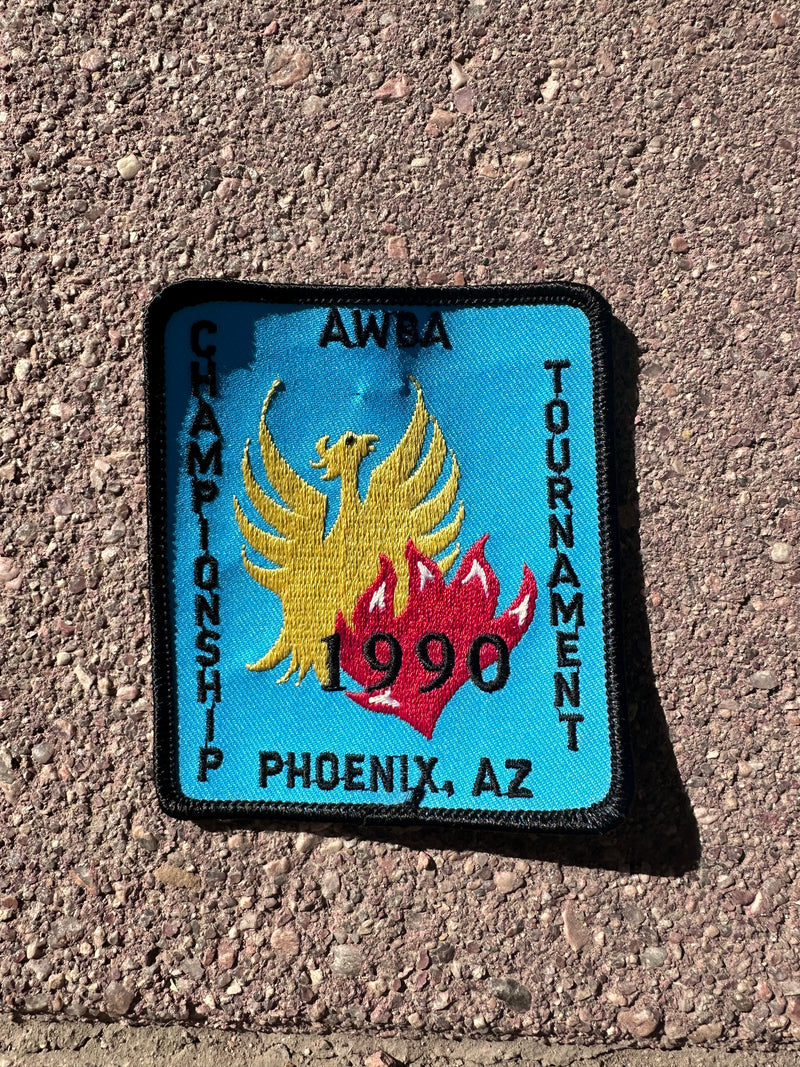 AWBA
CHAMPIONSHIP
TOURNAMENT
1990
PHOENIX, AZ